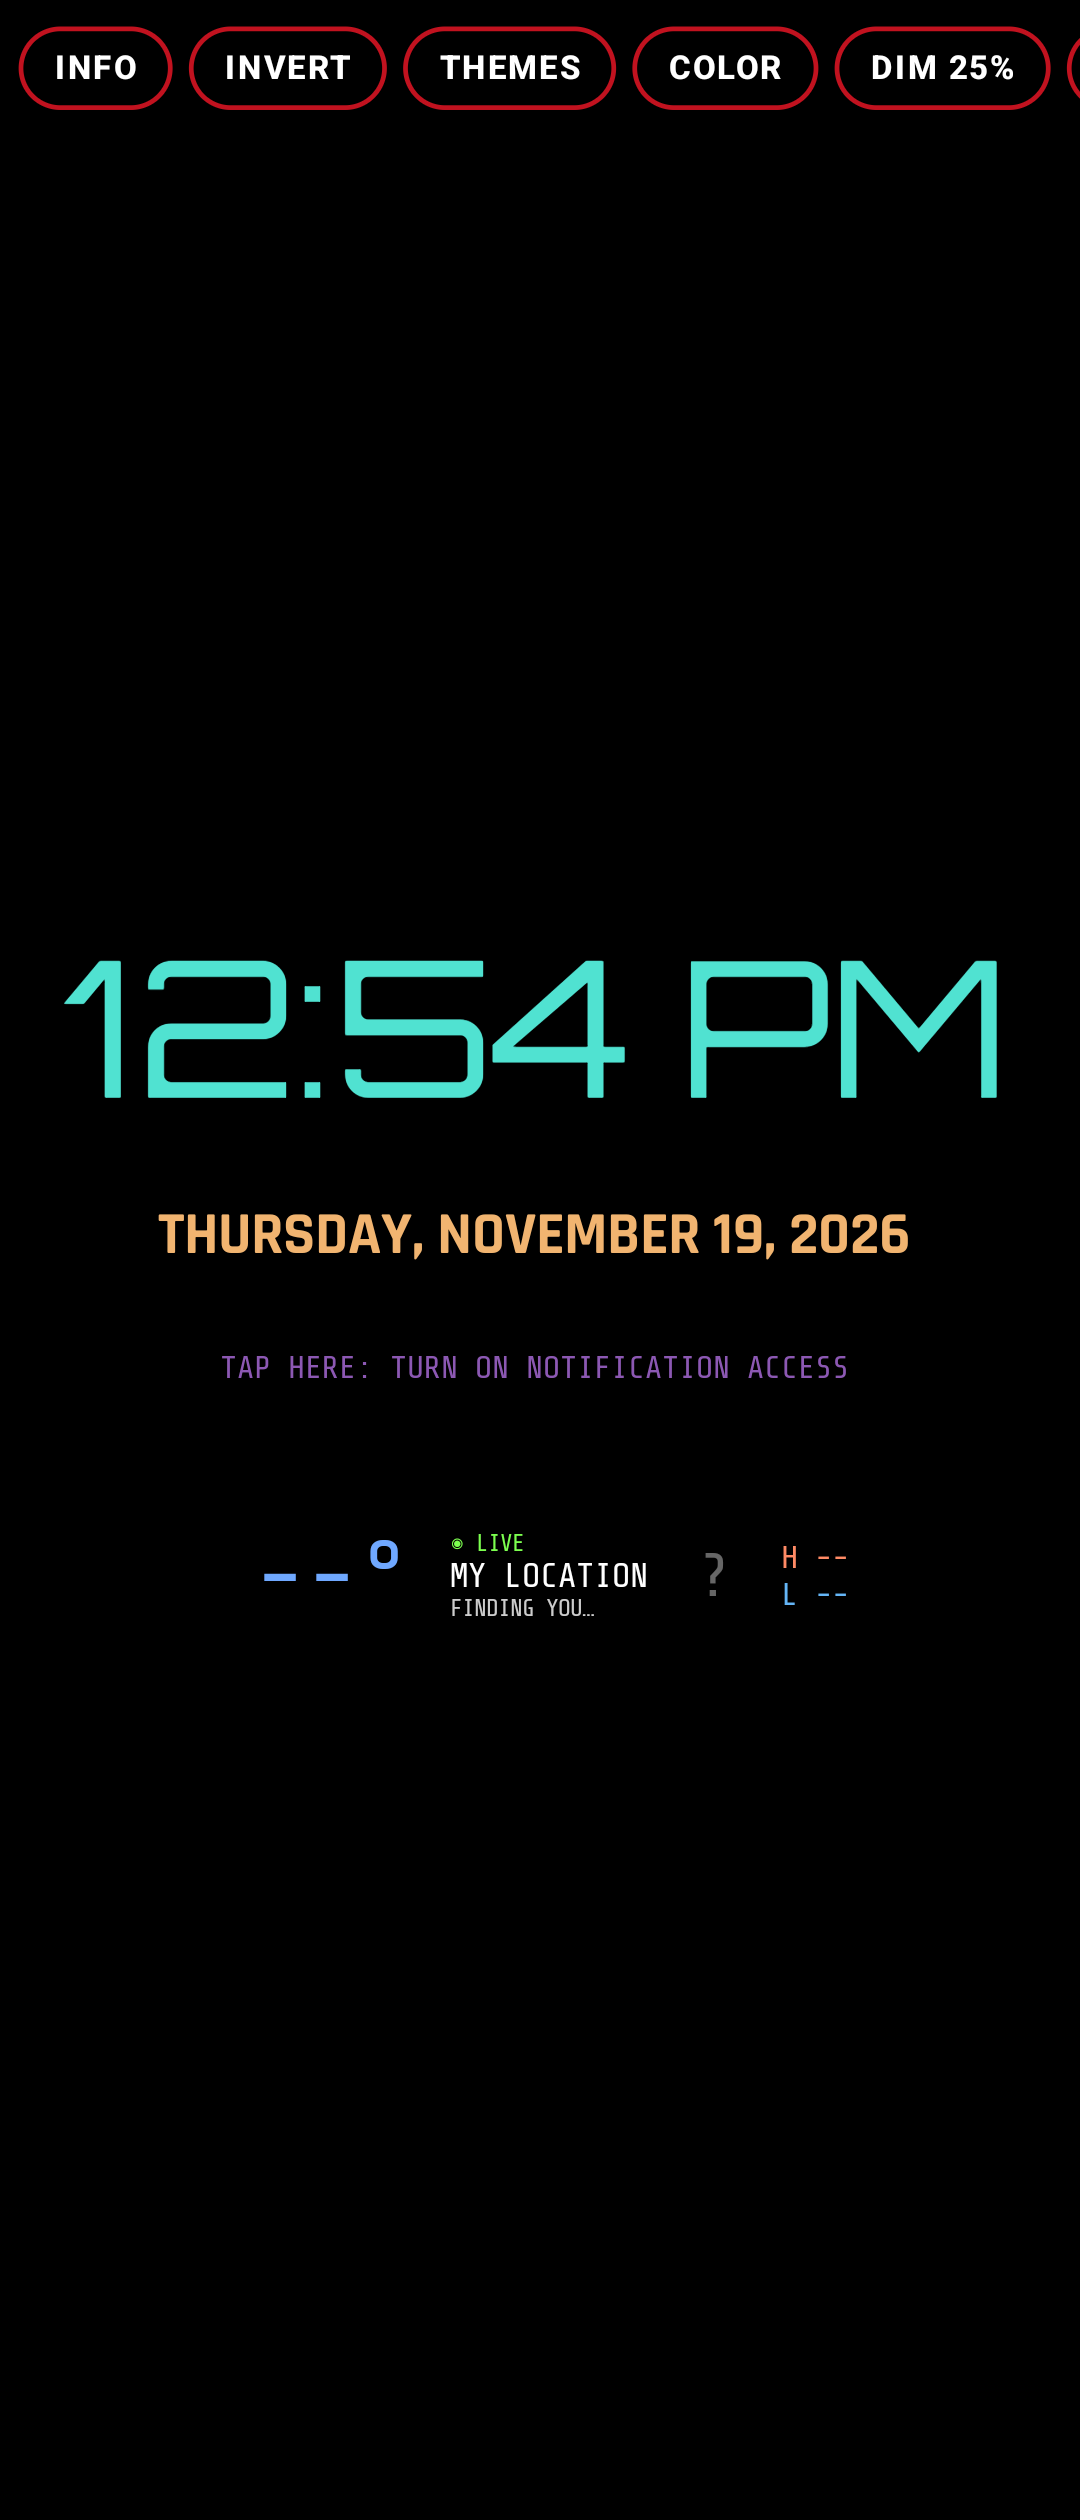 INFO INVERT THEMES COLOR DIM 25%
12:54 PM
THURSDAY, NOVEMBER 19, 2026
TAP HERE: TURN ON NOTIFICATION ACCESS
--°
◉ LIVE
MY LOCATION
FINDING YOU…
?
H --
L --